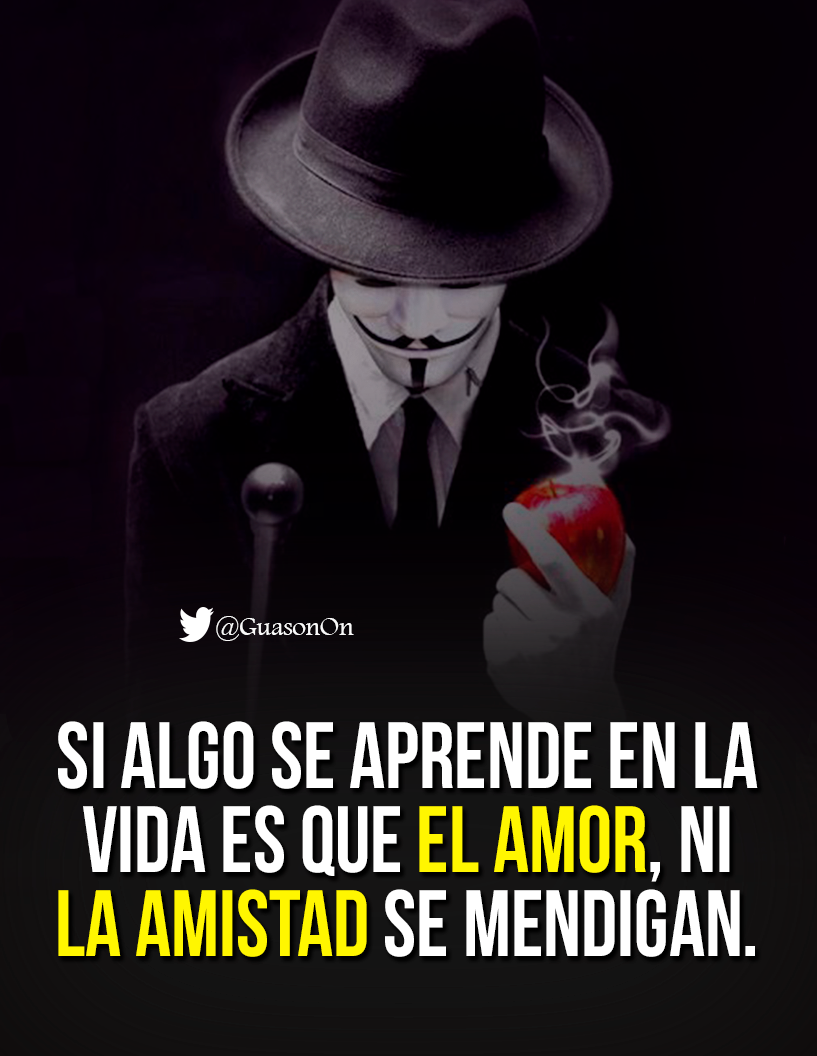 @GuasonOn
SI ALGO SE APRENDE EN LA
VIDA ES QUE EL AMOR, NI
LA AMISTAD SE MENDIGAN.